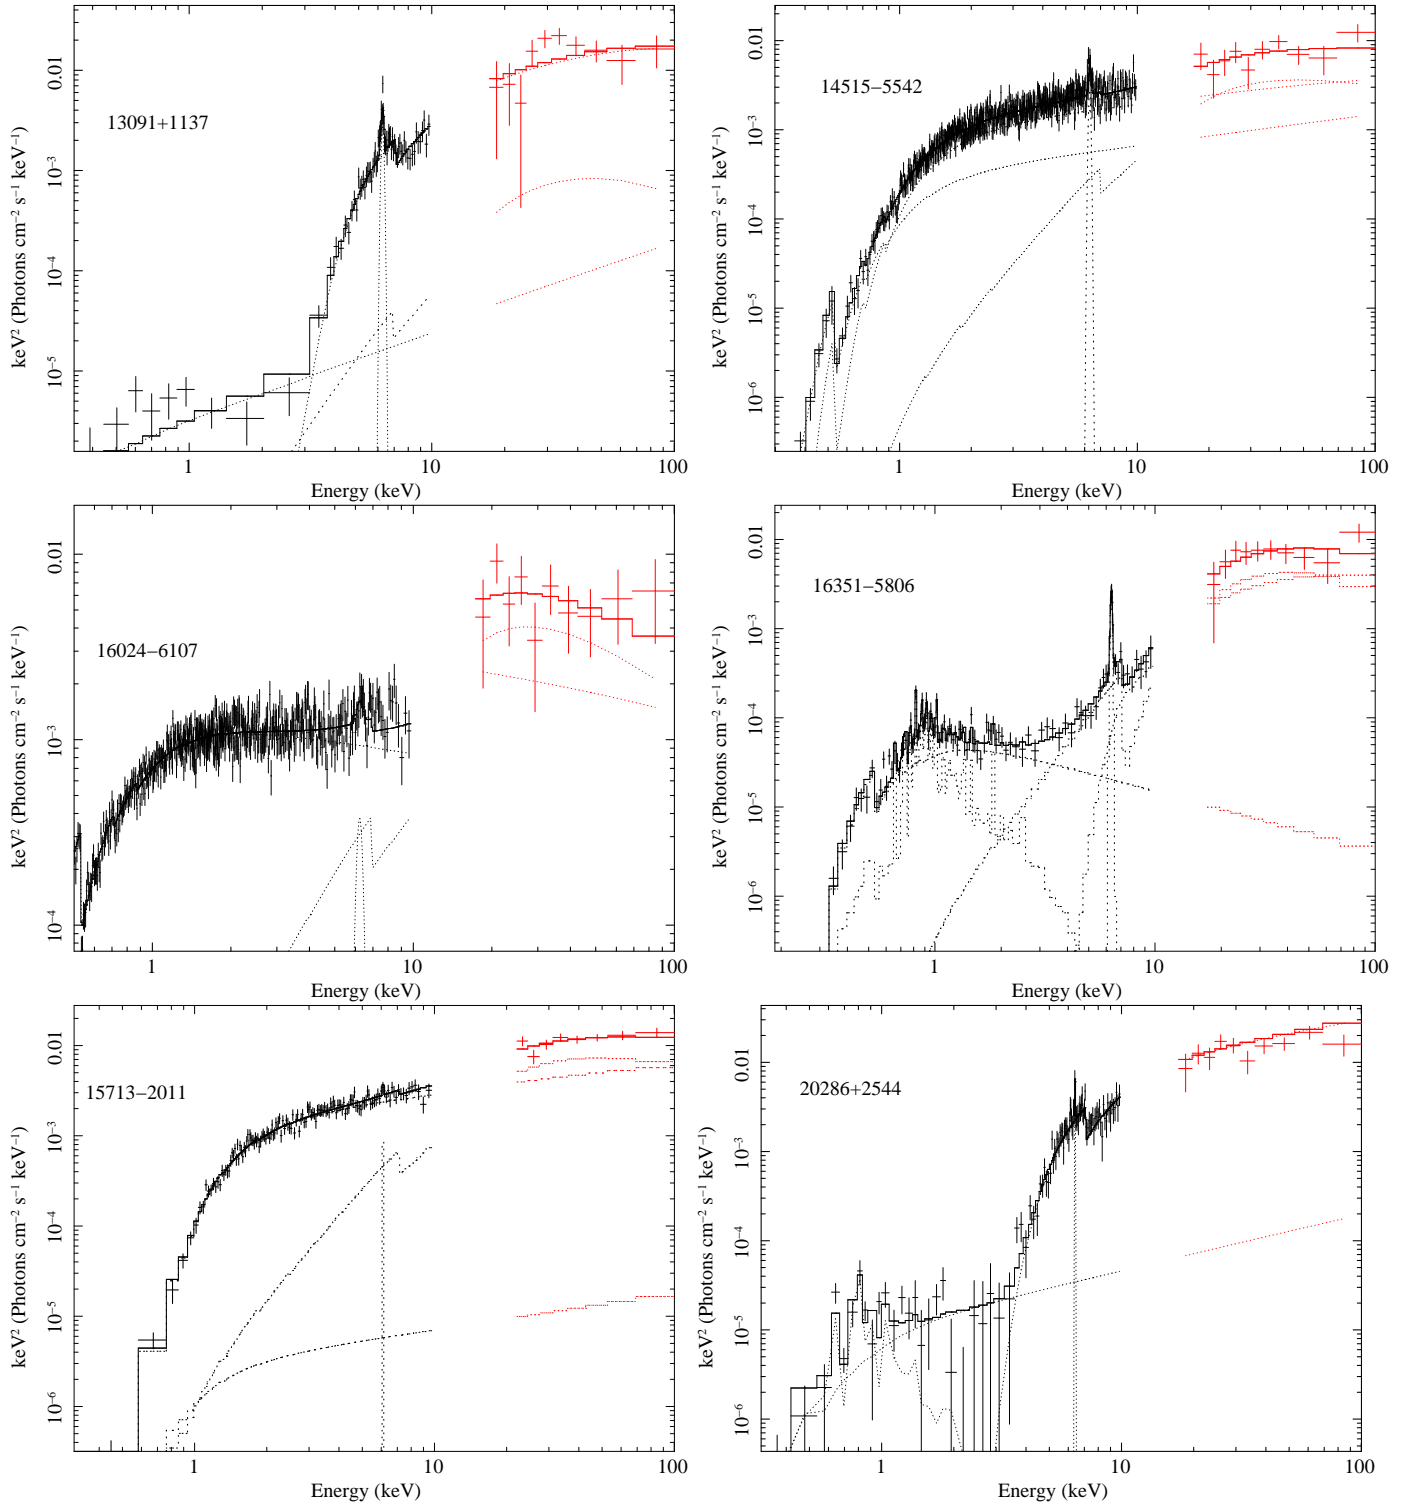 13091−1137
0.01
10⁻³
10⁻⁴
10⁻⁵
keV² (Photons cm⁻² s⁻¹ keV⁻¹)
1 10 100
Energy (keV)
14515−5542
0.01
10⁻³
10⁻⁴
10⁻⁵
10⁻⁶
keV² (Photons cm⁻² s⁻¹ keV⁻¹)
1 10 100
Energy (keV)
16024−6107
0.01
10⁻³
10⁻⁴
keV² (Photons cm⁻² s⁻¹ keV⁻¹)
1 10 100
Energy (keV)
16351−5806
0.01
10⁻³
10⁻⁴
10⁻⁵
10⁻⁶
keV² (Photons cm⁻² s⁻¹ keV⁻¹)
1 10 100
Energy (keV)
15713−2011
0.01
10⁻³
10⁻⁴
10⁻⁵
10⁻⁶
keV² (Photons cm⁻² s⁻¹ keV⁻¹)
1 10 100
Energy (keV)
20286+2544
0.01
10⁻³
10⁻⁴
10⁻⁵
10⁻⁶
keV² (Photons cm⁻² s⁻¹ keV⁻¹)
1 10 100
Energy (keV)